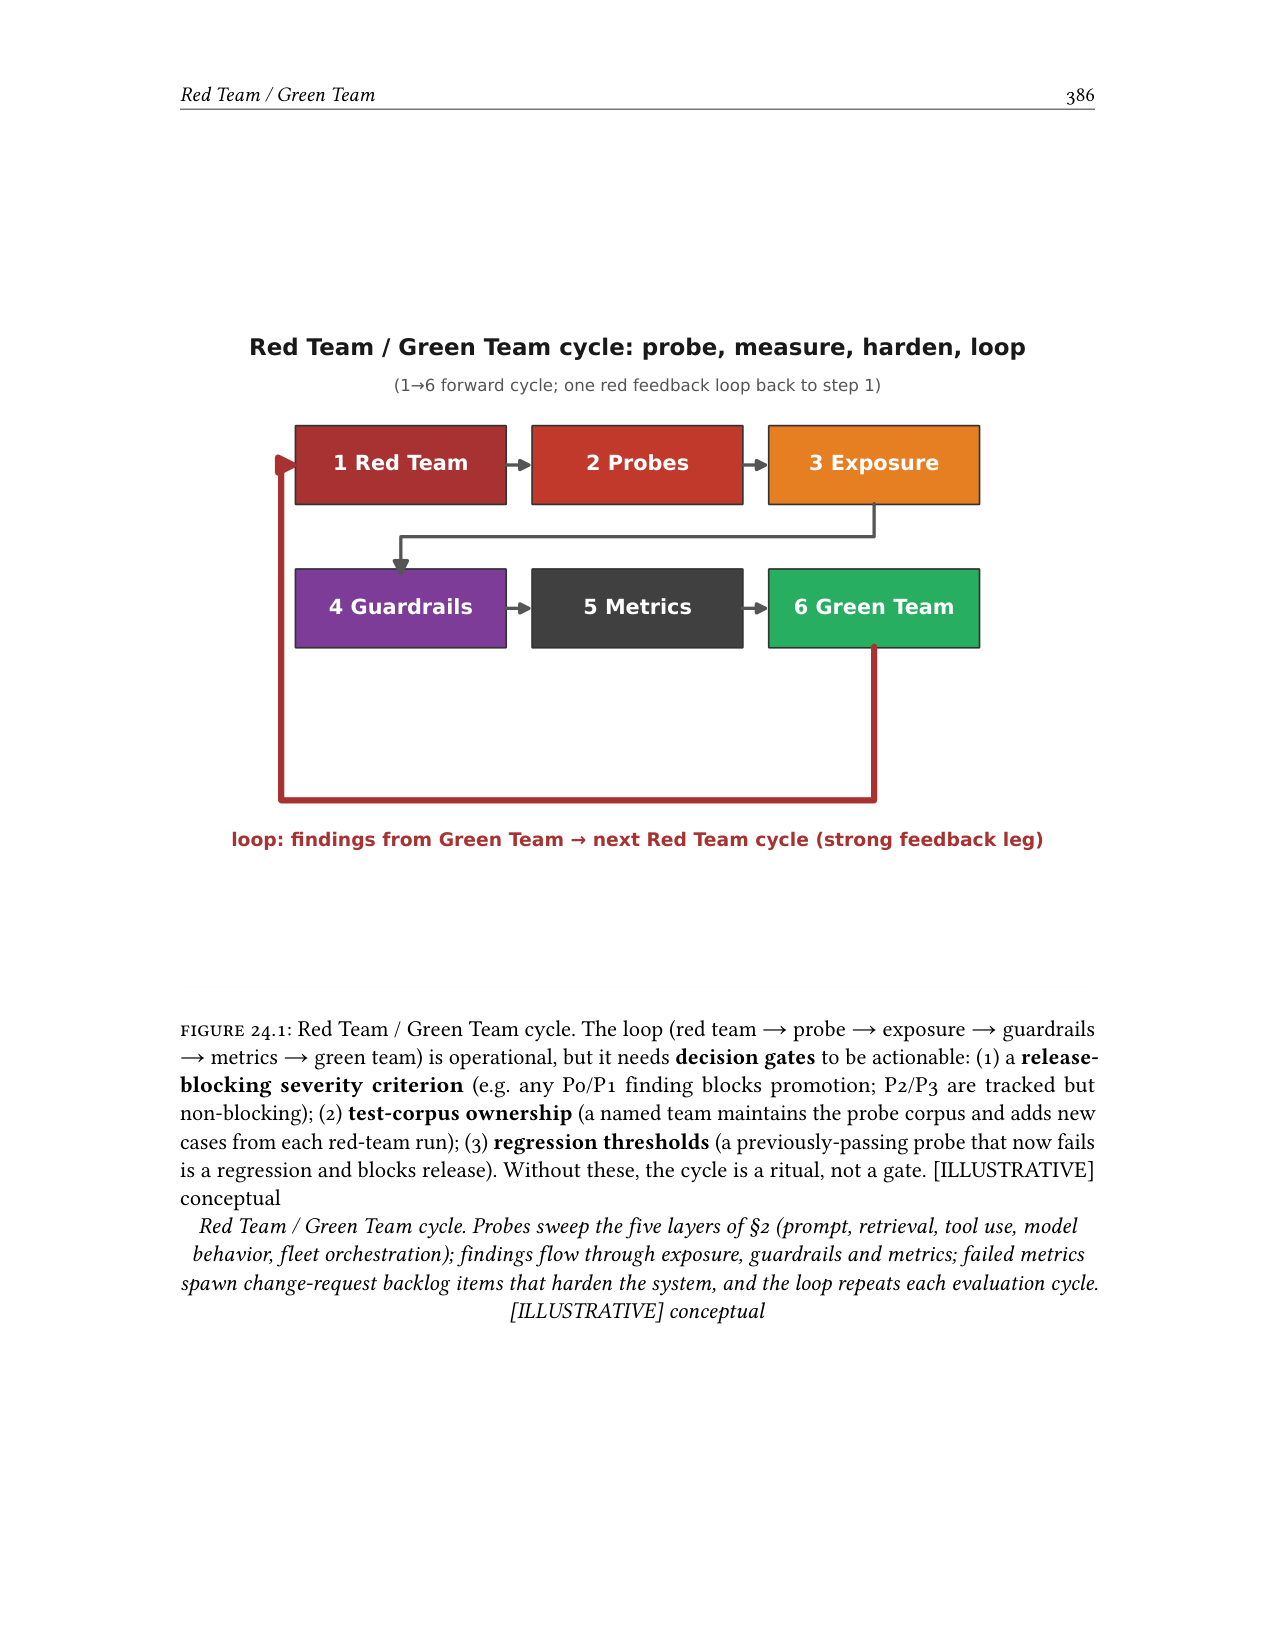 Red Team / Green Team 386
Red Team / Green Team cycle: probe, measure, harden, loop
(1→6 forward cycle; one red feedback loop back to step 1)
1 Red Team
2 Probes
3 Exposure
4 Guardrails
5 Metrics
6 Green Team
loop: findings from Green Team → next Red Team cycle (strong feedback leg)
FIGURE 24.1: Red Team / Green Team cycle. The loop (red team → probe → exposure → guardrails
→ metrics → green team) is operational, but it needs decision gates to be actionable: (1) a release-
blocking severity criterion (e.g. any P0/P1 finding blocks promotion; P2/P3 are tracked but
non-blocking); (2) test-corpus ownership (a named team maintains the probe corpus and adds new
cases from each red-team run); (3) regression thresholds (a previously-passing probe that now fails
is a regression and blocks release). Without these, the cycle is a ritual, not a gate. [ILLUSTRATIVE]
conceptual
Red Team / Green Team cycle. Probes sweep the five layers of §2 (prompt, retrieval, tool use, model
behavior, fleet orchestration); findings flow through exposure, guardrails and metrics; failed metrics
spawn change-request backlog items that harden the system, and the loop repeats each evaluation cycle.
[ILLUSTRATIVE] conceptual